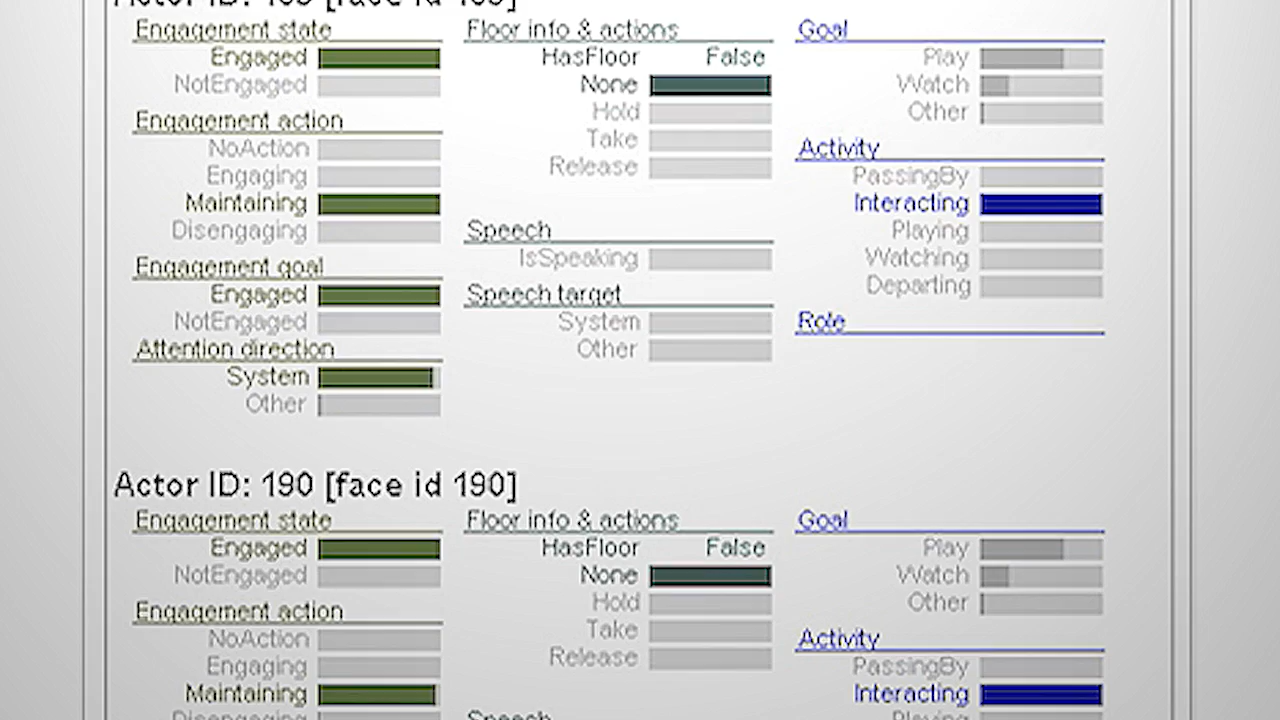 Engagement state
Engaged
NotEngaged
Engagement action
NoAction
Engaging
Maintaining
Disengaging
Engagement goal
Engaged
NotEngaged
Attention direction
System
Other
Floor info & actions
HasFloor False
None
Hold
Take
Release
Speech
IsSpeaking
Speech target
System
Other
Goal
Play
Watch
Other
Activity
PassingBy
Interacting
Playing
Watching
Departing
Role
Actor ID: 190 [face id 190]
Engagement state
Engaged
NotEngaged
Engagement action
NoAction
Engaging
Maintaining
Disengaging
Floor info & actions
HasFloor False
None
Hold
Take
Release
Speech
Goal
Play
Watch
Other
Activity
PassingBy
Interacting
Playing